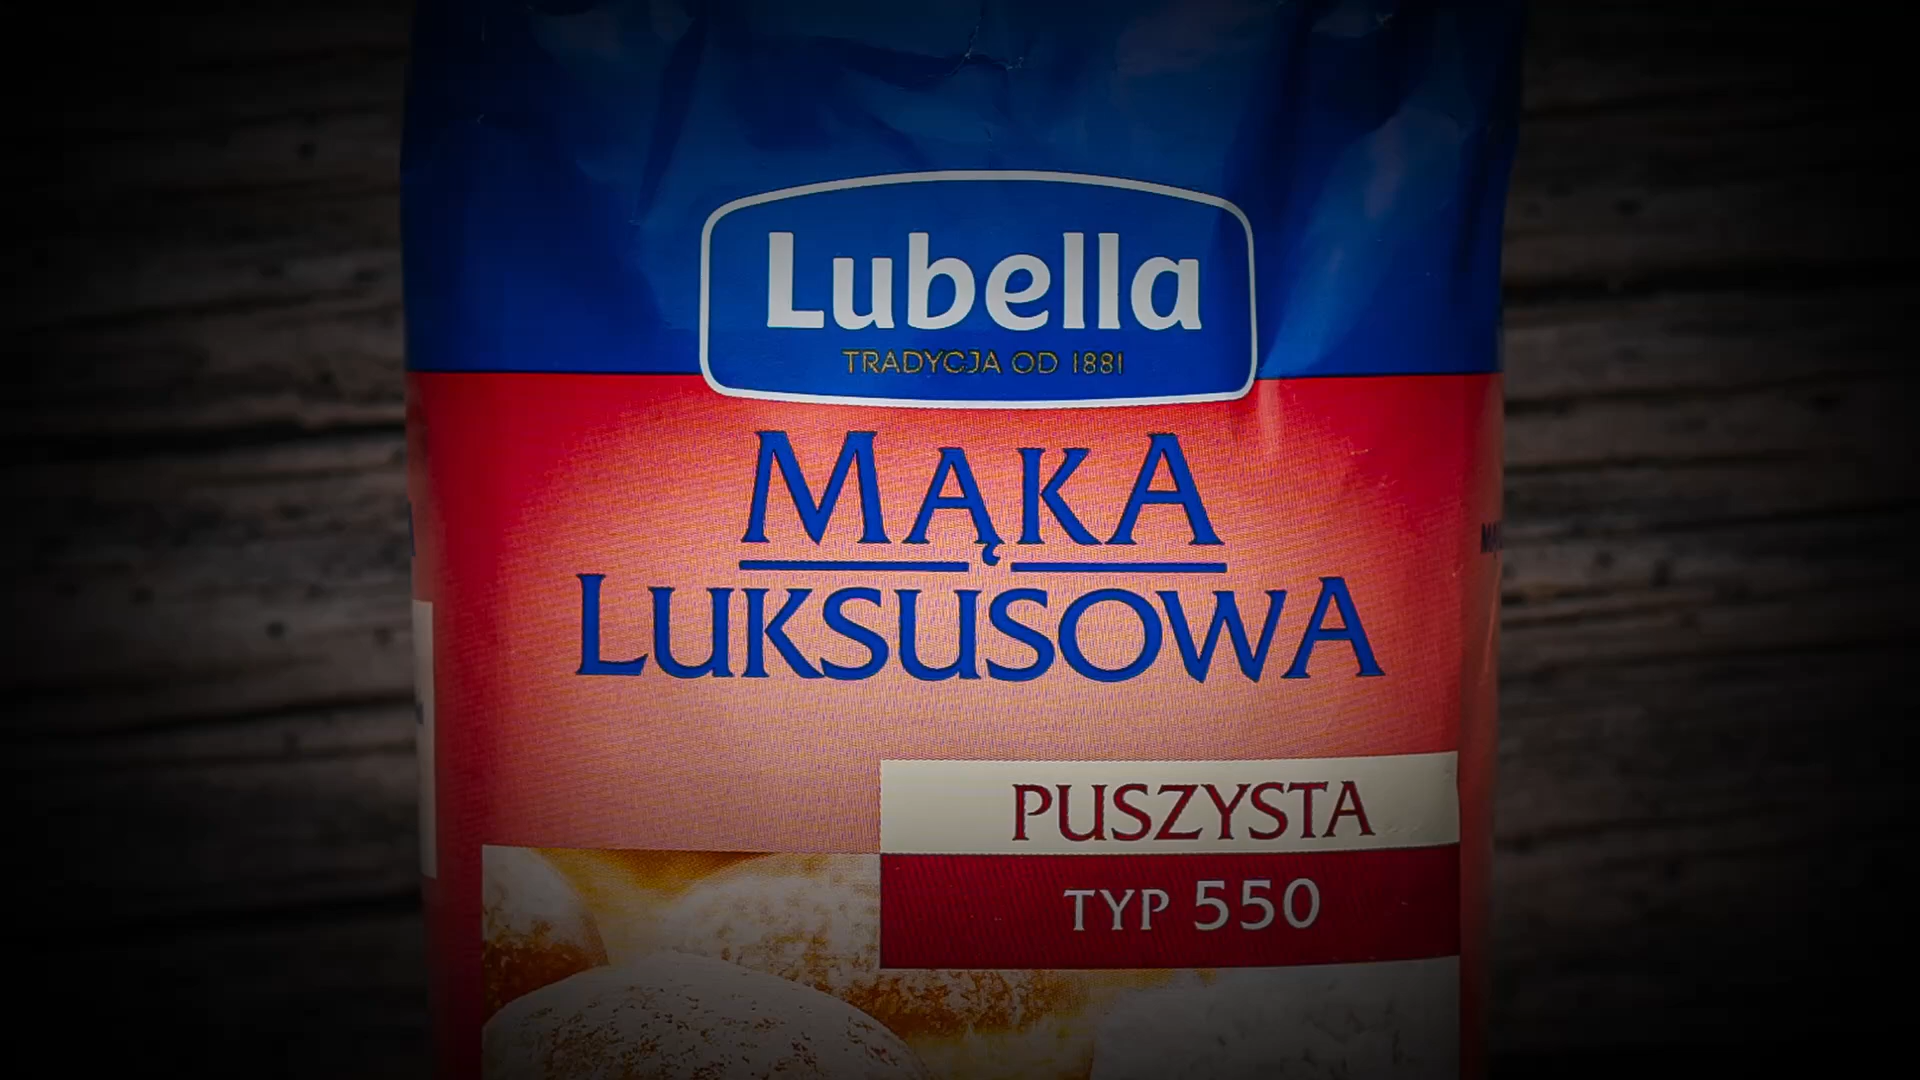 Lubella
TRADYCJA OD 1881
MĄKA
LUKSUSOWA
PUSZYSTA
TYP 550